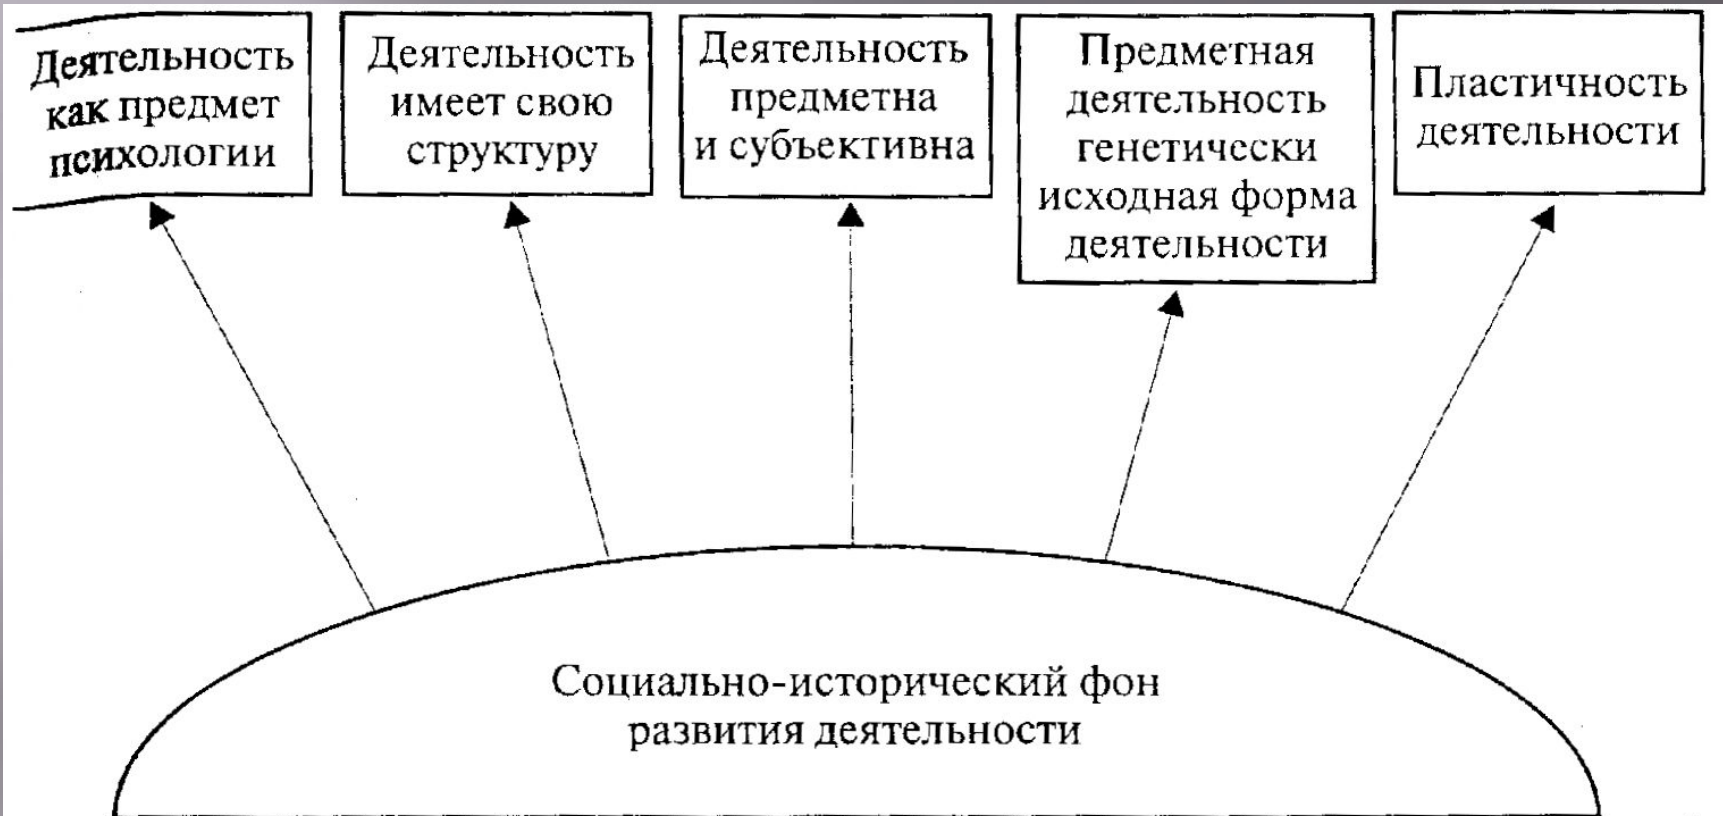 Деятельность
как предмет
психологии
Деятельность
имеет свою
структуру
Деятельность
предметна
и субъективна
Предметная
деятельность
генетически
исходная форма
деятельности
Пластичность
деятельности
Социально-исторический фон
развития деятельности